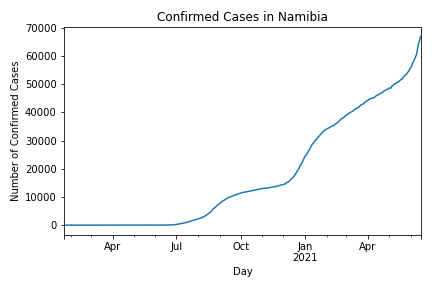 Confirmed Cases in Namibia
70000
60000
50000
40000
30000
20000
10000
0
Number of Confirmed Cases
Apr Jul Oct Jan Apr
2021
Day